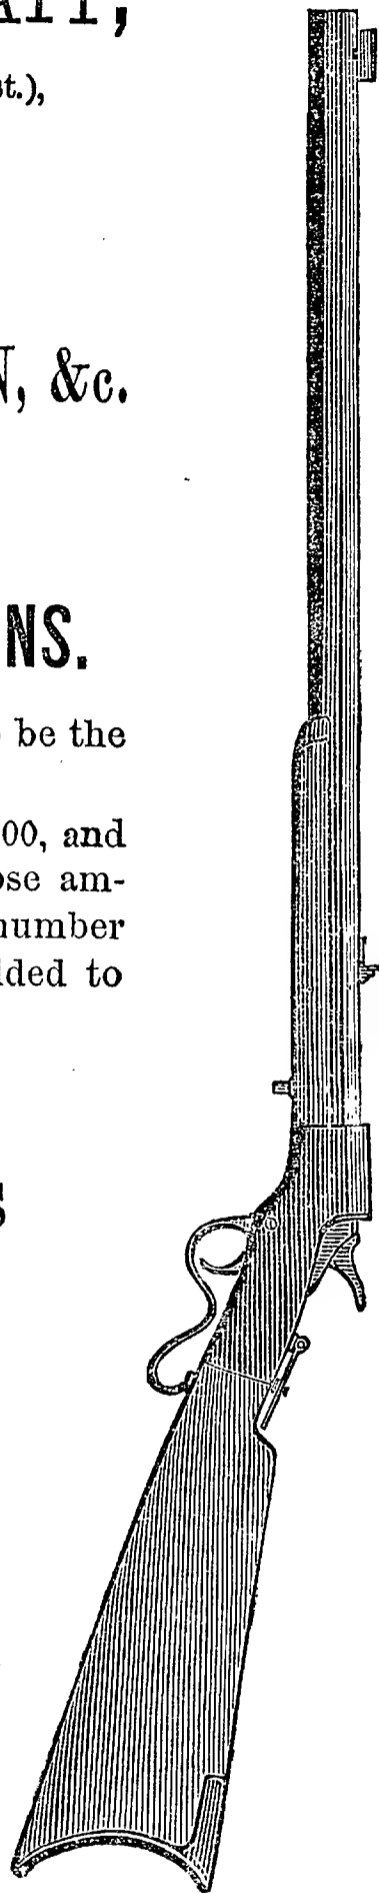 st.),
N, &c.
NS.
be the
00, and
ose am-
number
ded to
S